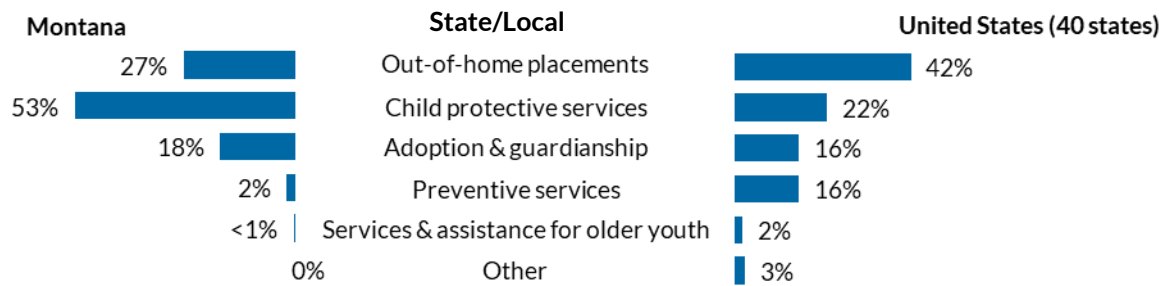 Montana State/Local United States (40 states)
27% Out-of-home placements 42%
53% Child protective services 22%
18% Adoption & guardianship 16%
2% Preventive services 16%
<1% Services & assistance for older youth 2%
0% Other 3%